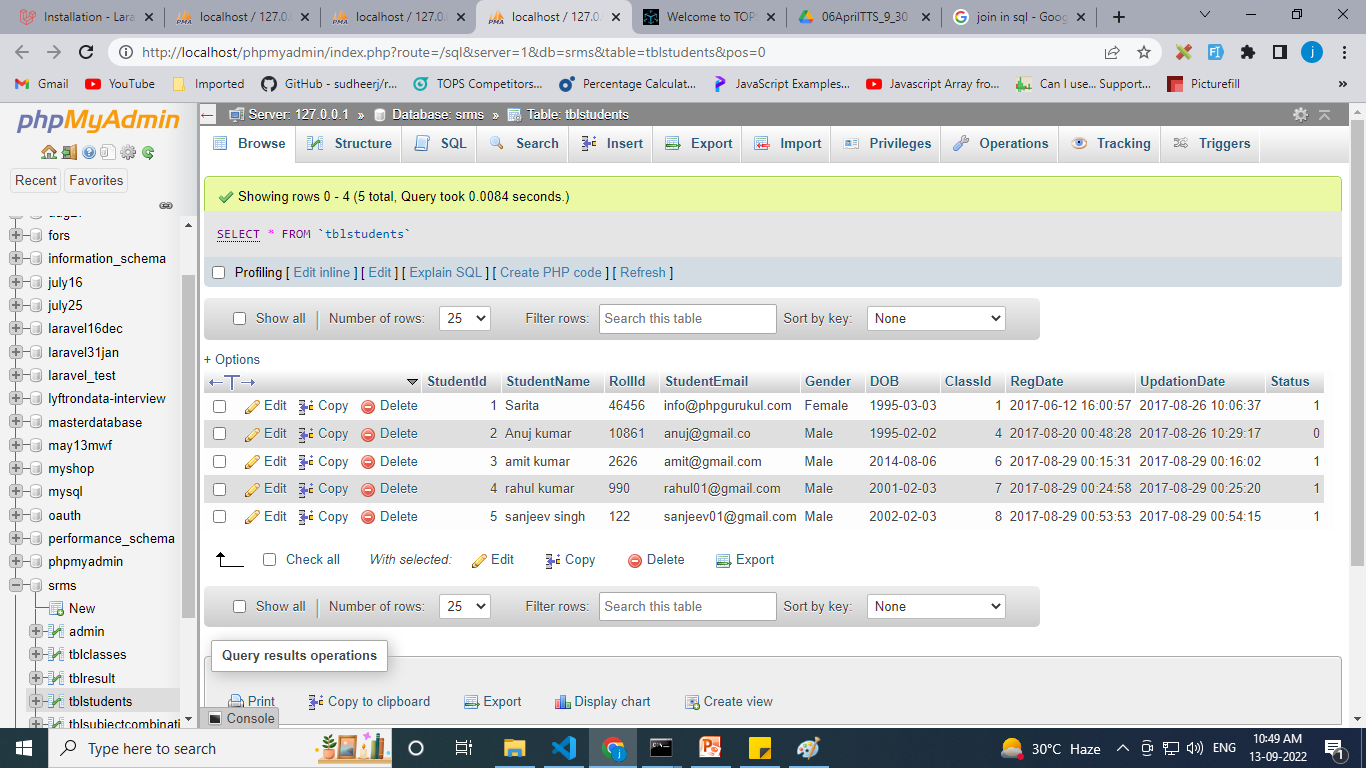 Installation - Lara
localhost / 127.0.
localhost / 127.0.
localhost / 127.0.
Welcome to TOPS
06AprilTTS_9_30
join in sql - Goog
http://localhost/phpmyadmin/index.php?route=/sql&server=1&db=srms&table=tblstudents&pos=0
j
Gmail YouTube Imported GitHub - sudheerj/r... TOPS Competitors... Percentage Calculat... JavaScript Examples... Javascript Array fro... Can I use... Support... Picturefill »
phpMyAdmin
Recent Favorites
fors
information_schema
july16
july25
laravel16dec
laravel31jan
laravel_test
lyftrondata-interview
masterdatabase
may13mwf
myshop
mysql
oauth
performance_schema
phpmyadmin
srms
New
admin
tblclasses
tblresult
tblstudents
tblsubjectcombinati
Server: 127.0.0.1 » Database: srms » Table: tblstudents
Browse Structure SQL Search Insert Export Import Privileges Operations Tracking Triggers
Showing rows 0 - 4 (5 total, Query took 0.0084 seconds.)
SELECT * FROM `tblstudents`
Profiling [ Edit inline ] [ Edit ] [ Explain SQL ] [ Create PHP code ] [ Refresh ]
Show all | Number of rows: 25 Filter rows: Search this table Sort by key: None
+ Options
←T→ StudentId StudentName RollId StudentEmail Gender DOB ClassId RegDate UpdationDate Status
Edit Copy Delete 1 Sarita 46456 info@phpgurukul.com Female 1995-03-03 1 2017-06-12 16:00:57 2017-08-26 10:06:37 1
Edit Copy Delete 2 Anuj kumar 10861 anuj@gmail.co Male 1995-02-02 4 2017-08-20 00:48:28 2017-08-26 10:29:17 0
Edit Copy Delete 3 amit kumar 2626 amit@gmail.com Male 2014-08-06 6 2017-08-29 00:15:31 2017-08-29 00:16:02 1
Edit Copy Delete 4 rahul kumar 990 rahul01@gmail.com Male 2001-02-03 7 2017-08-29 00:24:58 2017-08-29 00:25:20 1
Edit Copy Delete 5 sanjeev singh 122 sanjeev01@gmail.com Male 2002-02-03 8 2017-08-29 00:53:53 2017-08-29 00:54:15 1
Check all With selected: Edit Copy Delete Export
Show all | Number of rows: 25 Filter rows: Search this table Sort by key: None
Query results operations
Print Copy to clipboard Export Display chart Create view
Console
Type here to search
30°C Haze
ENG
10:49 AM
13-09-2022
1